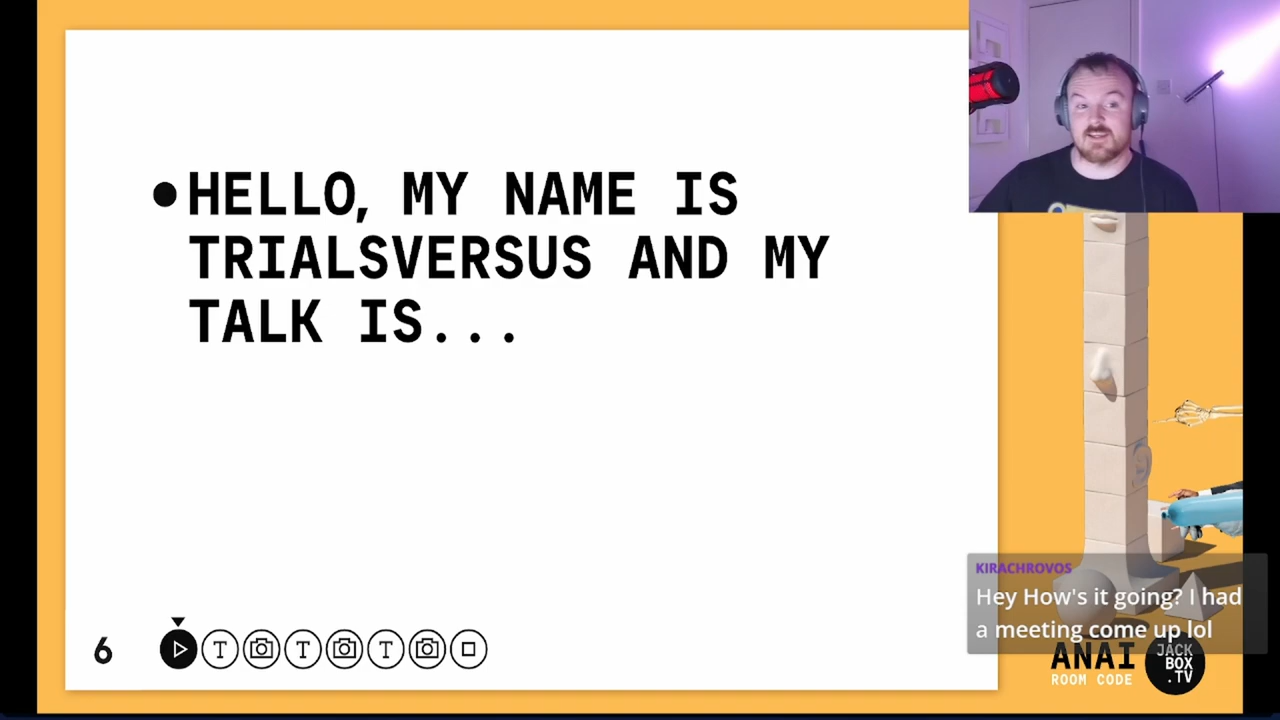 •HELLO, MY NAME IS
TRIALSVERSUS AND MY
TALK IS...
KIRACHROVOS
Hey How's it going? I had
a meeting come up lol
6
T T T
ANAI
ROOM CODE
JACK
BOX
.TV